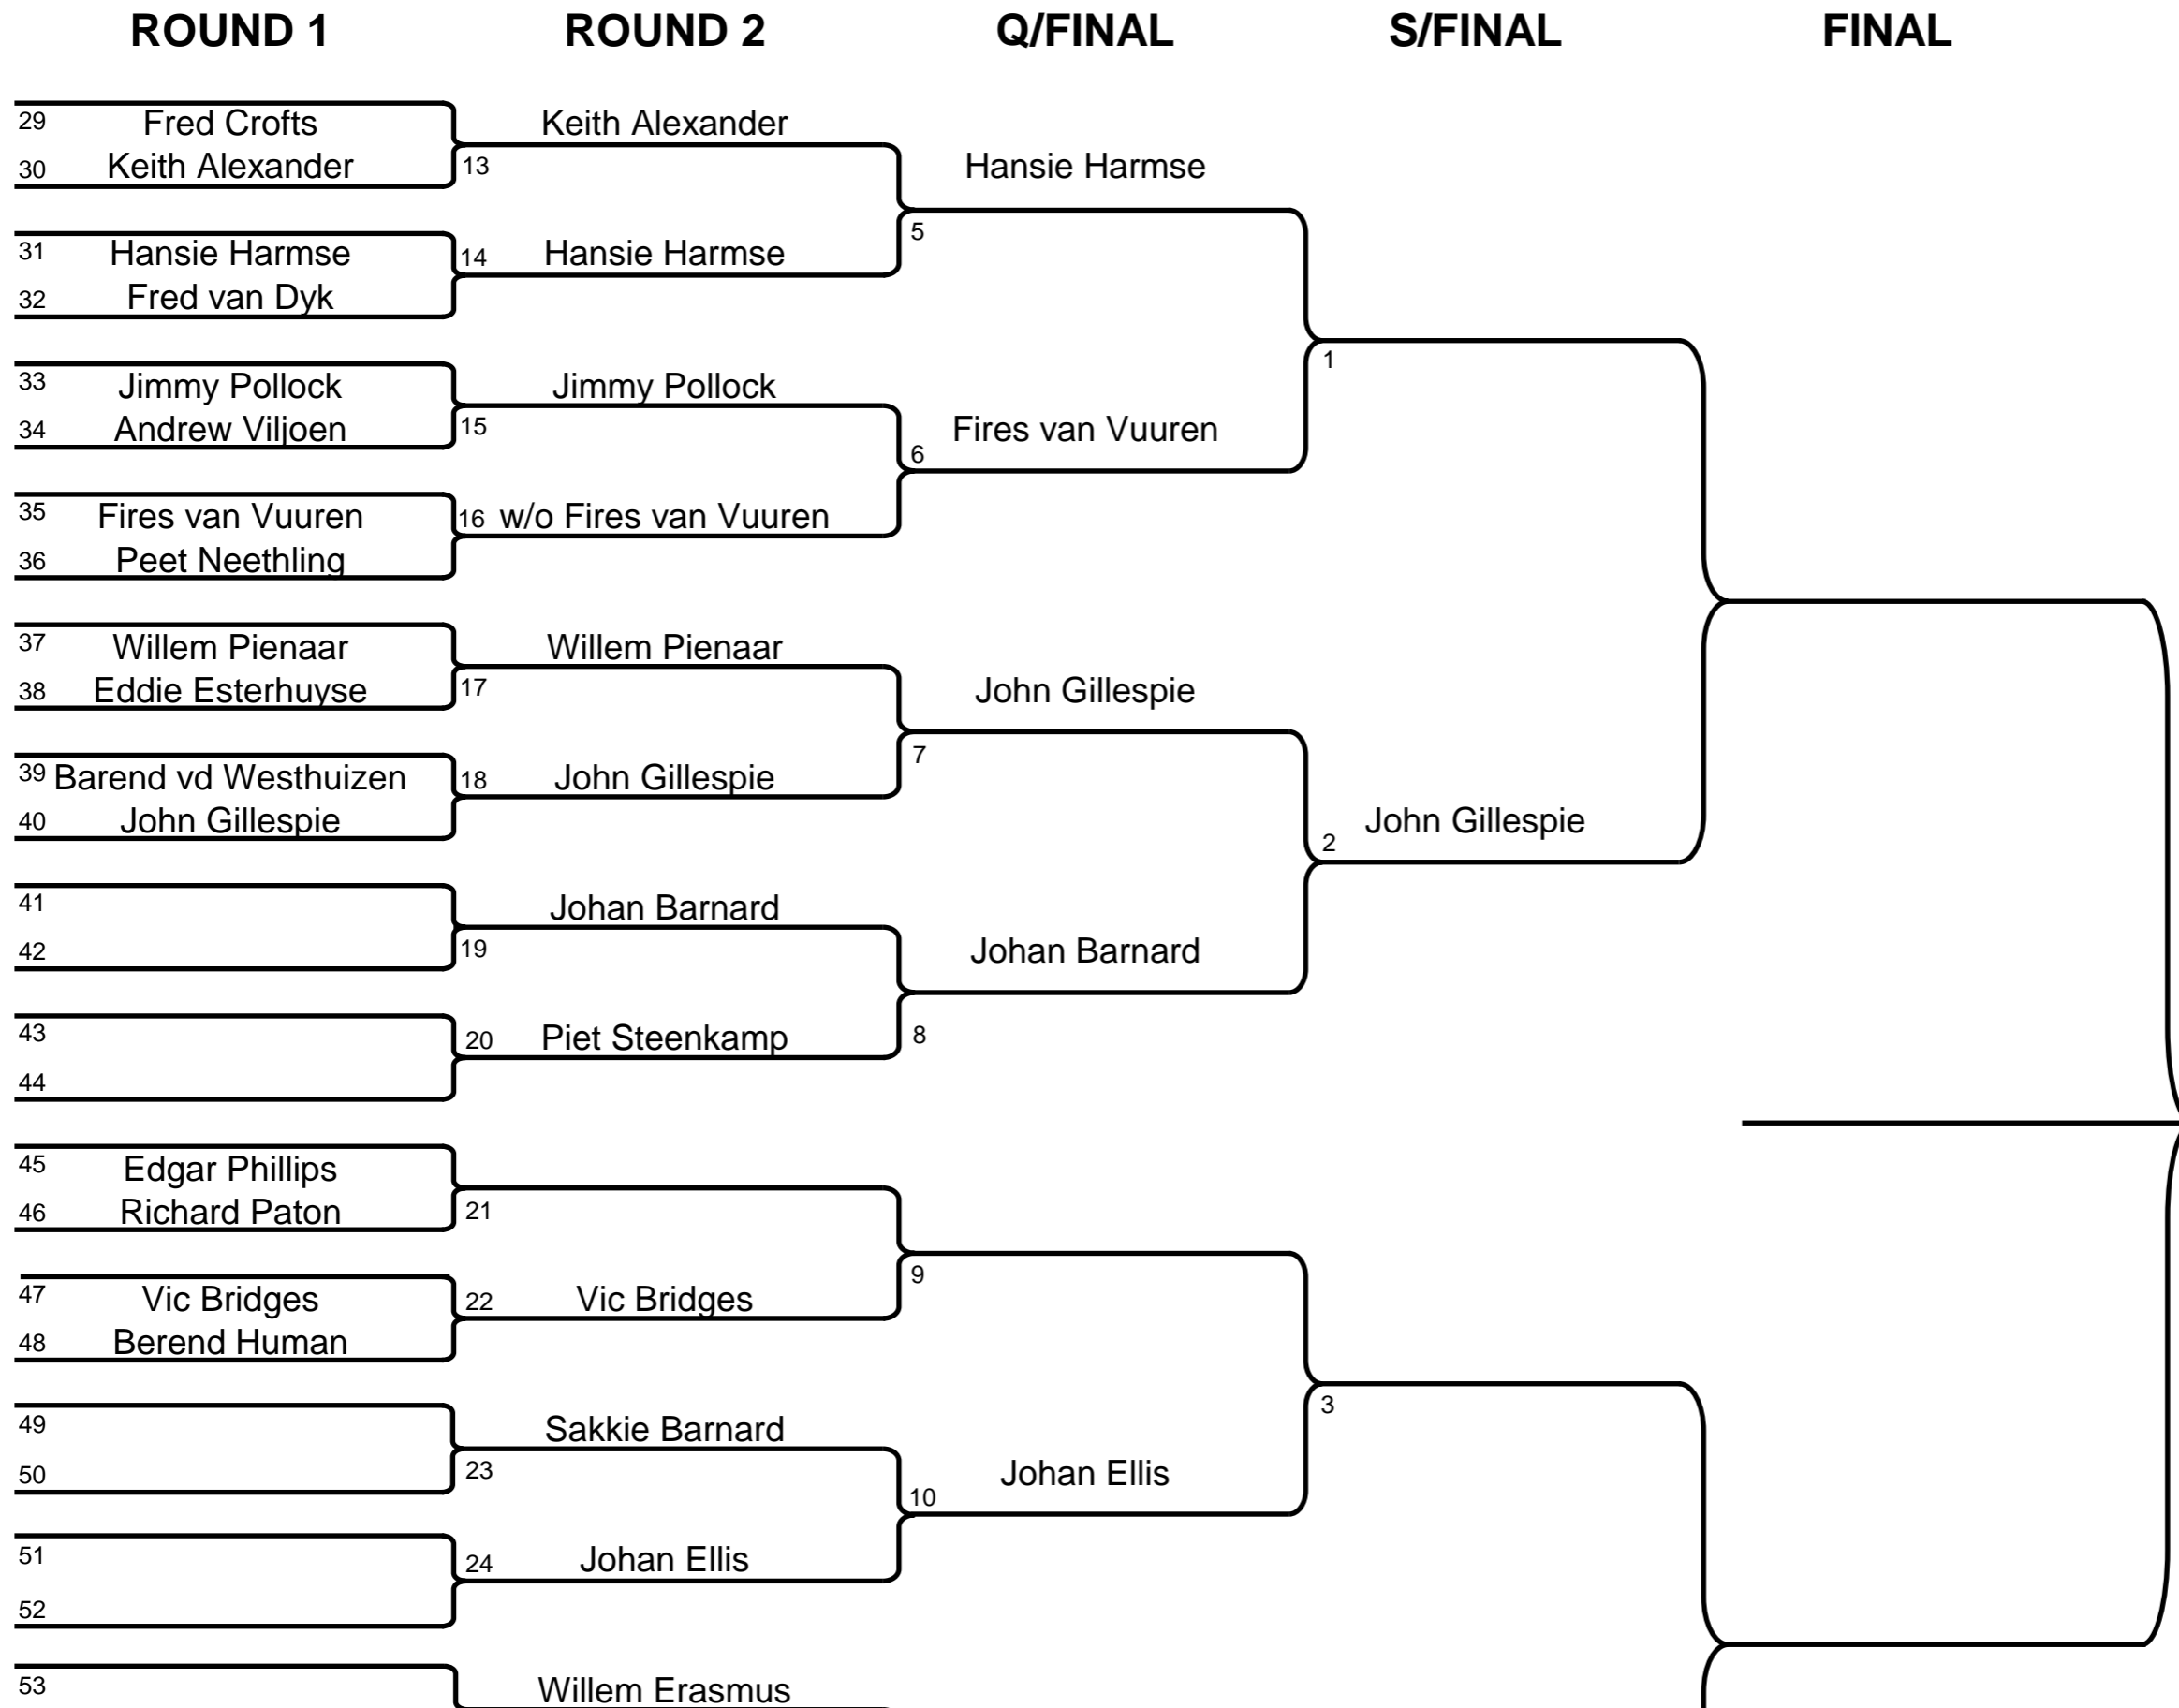 ROUND 1 ROUND 2 Q/FINAL S/FINAL FINAL
29 Fred Crofts Keith Alexander
30 Keith Alexander 13 Hansie Harmse
31 Hansie Harmse 14 Hansie Harmse 5
32 Fred van Dyk
33 Jimmy Pollock Jimmy Pollock 1
34 Andrew Viljoen 15 Fires van Vuuren
6
35 Fires van Vuuren 16 w/o Fires van Vuuren
36 Peet Neethling
37 Willem Pienaar Willem Pienaar
38 Eddie Esterhuyse 17 John Gillespie
39 Barend vd Westhuizen 18 John Gillespie 7
40 John Gillespie 2 John Gillespie
41 Johan Barnard
42 19 Johan Barnard
43 20 Piet Steenkamp 8
44
45 Edgar Phillips
46 Richard Paton 21
47 Vic Bridges 22 Vic Bridges 9
48 Berend Human
49 Sakkie Barnard 3
50 23 Johan Ellis
10
51 24 Johan Ellis
52
53 Willem Erasmus